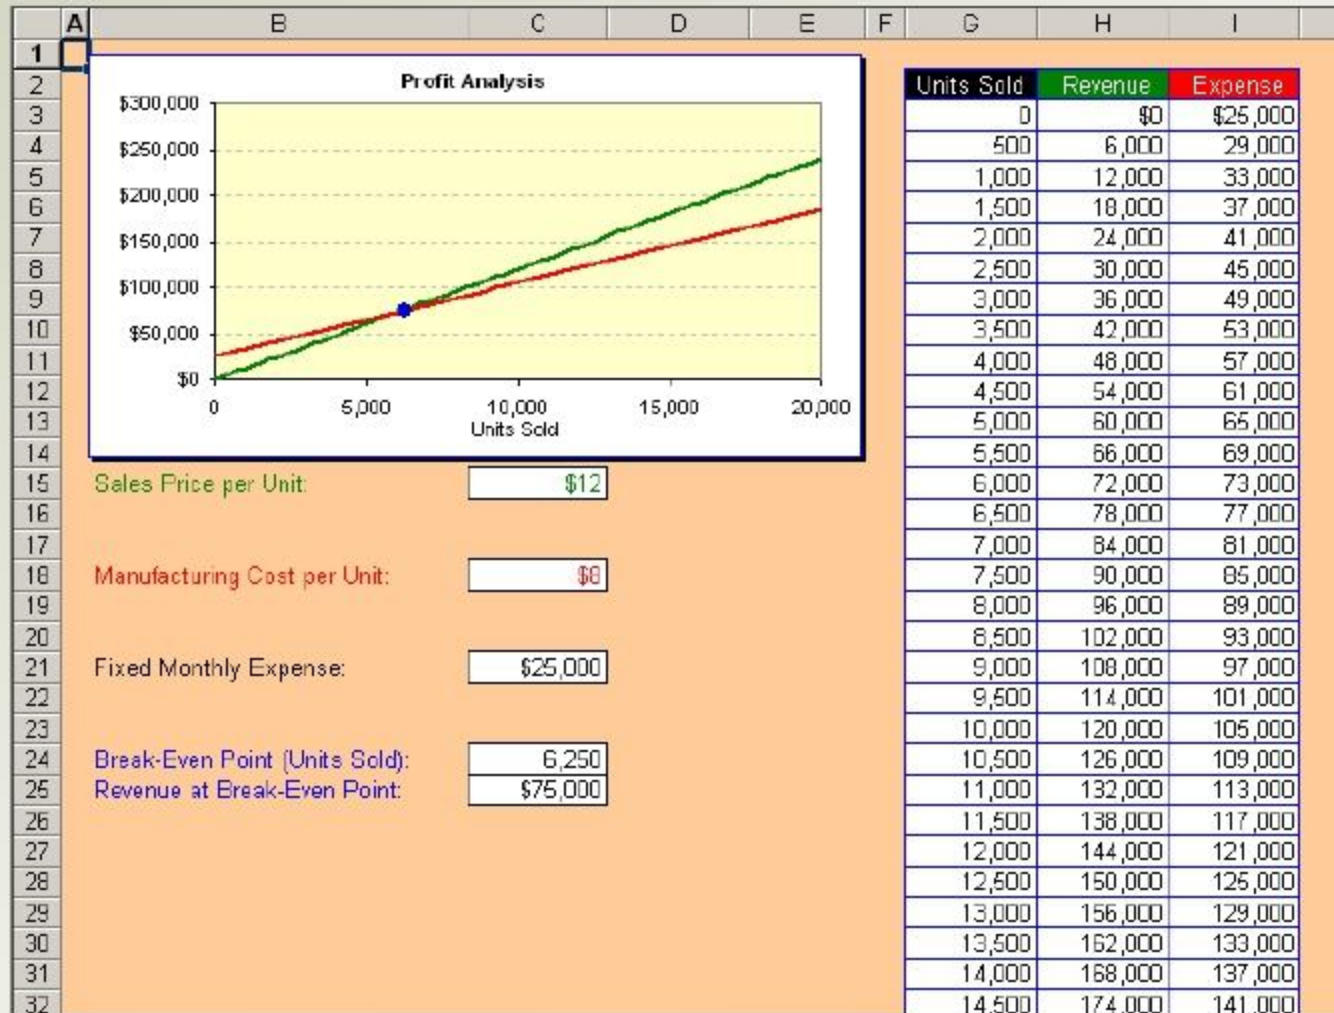 A B C D E F G H I
1
Profit Analysis
2 Units Sold Revenue Expense
$300,000
3 0 $0 $25,000
4 500 6,000 29,000
$250,000
5 1,000 12,000 33,000
$200,000
6 1,500 18,000 37,000
7 2,000 24,000 41,000
$150,000
8 2,500 30,000 45,000
$100,000
9 3,000 36,000 49,000
10 3,500 42,000 53,000
$50,000
11 4,000 48,000 57,000
$0
12 4,500 54,000 61,000
0 5,000 10,000 15,000 20,000
13 5,000 60,000 65,000
Units Sold
14 5,500 66,000 69,000
15 Sales Price per Unit: $12 6,000 72,000 73,000
16 6,500 78,000 77,000
17 7,000 84,000 81,000
18 Manufacturing Cost per Unit: $8 7,500 90,000 85,000
19 8,000 96,000 89,000
20 8,500 102,000 93,000
21 Fixed Monthly Expense: $25,000 9,000 108,000 97,000
22 9,500 114,000 101,000
23 10,000 120,000 105,000
24 Break-Even Point (Units Sold): 6,250 10,500 126,000 109,000
25 Revenue at Break-Even Point: $75,000 11,000 132,000 113,000
26 11,500 138,000 117,000
27 12,000 144,000 121,000
28 12,500 150,000 125,000
29 13,000 156,000 129,000
30 13,500 162,000 133,000
31 14,000 168,000 137,000
32 14,500 174,000 141,000